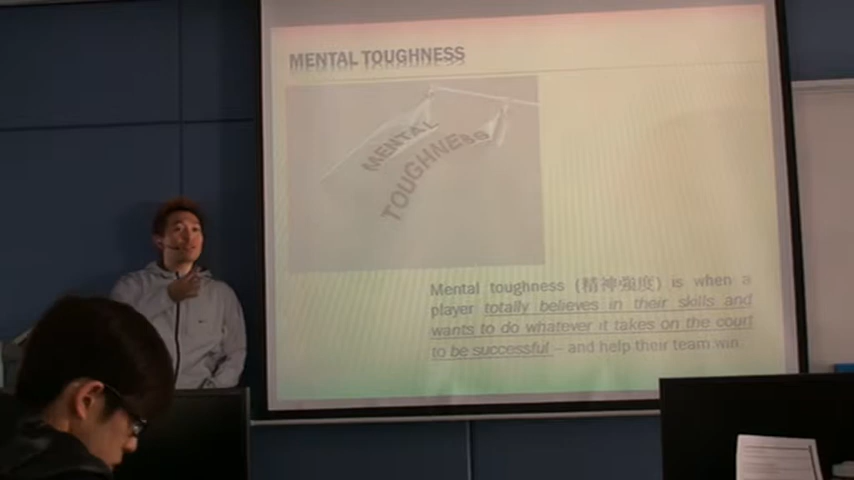 MENTAL TOUGHNESS
MENTAL
TOUGHNESS
Mental toughness (精神強度) is when a
player totally believes in their skills and
wants to do whatever it takes on the court
to be successful – and help their team win